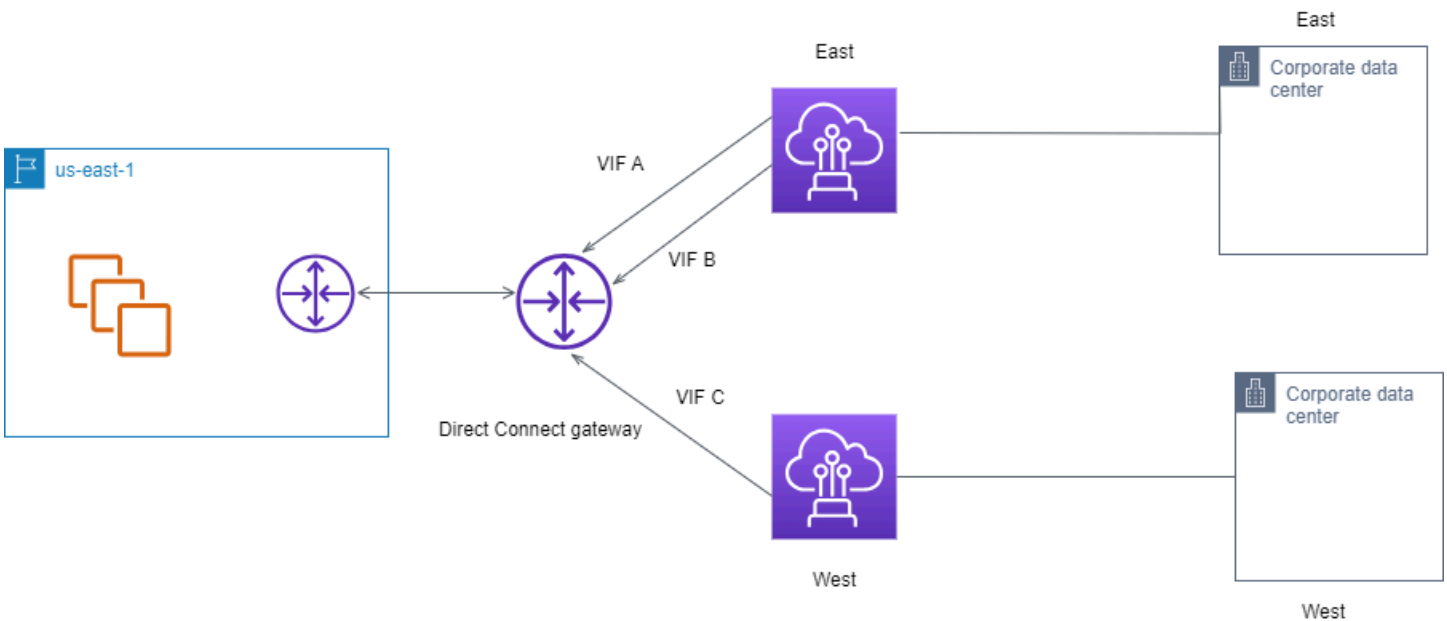 East
East
Corporate data
center
us-east-1
VIF A
VIF B
VIF C
Direct Connect gateway
Corporate data
center
West
West